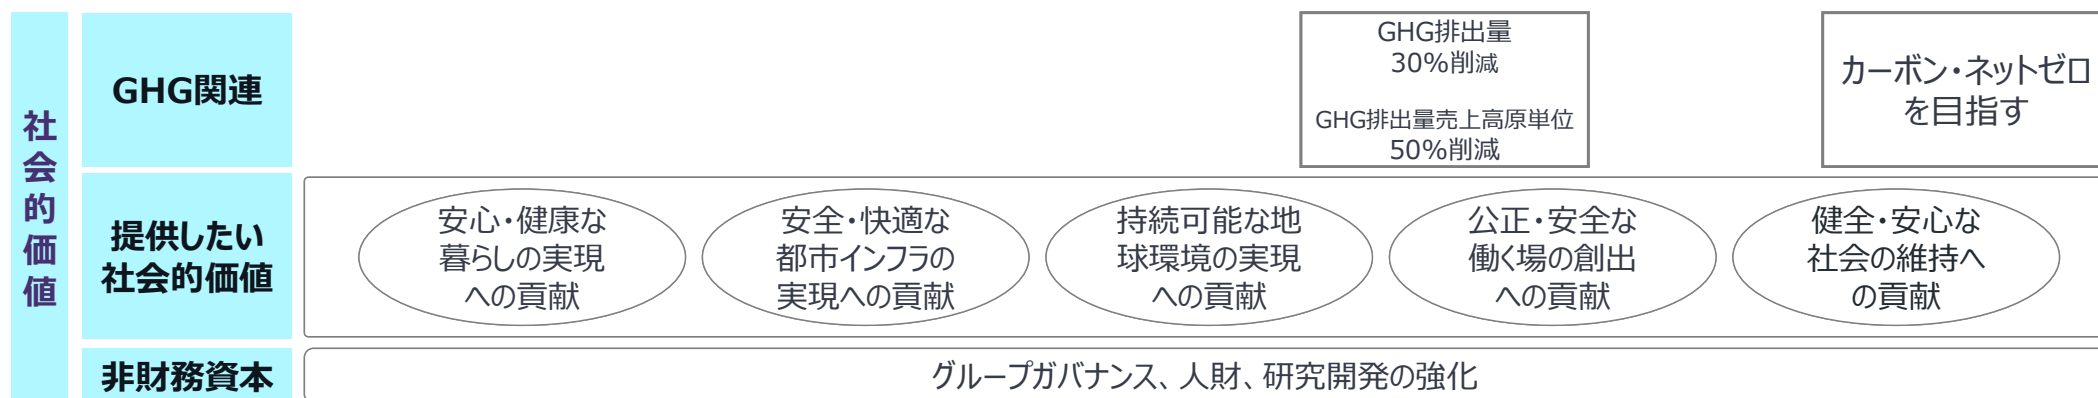 社会的価値
GHG関連
GHG排出量
30%削減
GHG排出量売上高原単位
50%削減
カーボン・ネットゼロ
を目指す
提供したい
社会的価値
安心・健康な
暮らしの実現
への貢献
安全・快適な
都市インフラの
実現への貢献
持続可能な地
球環境の実現
への貢献
公正・安全な
働く場の創出
への貢献
健全・安心な
社会の維持へ
の貢献
非財務資本
グループガバナンス、人財、研究開発の強化